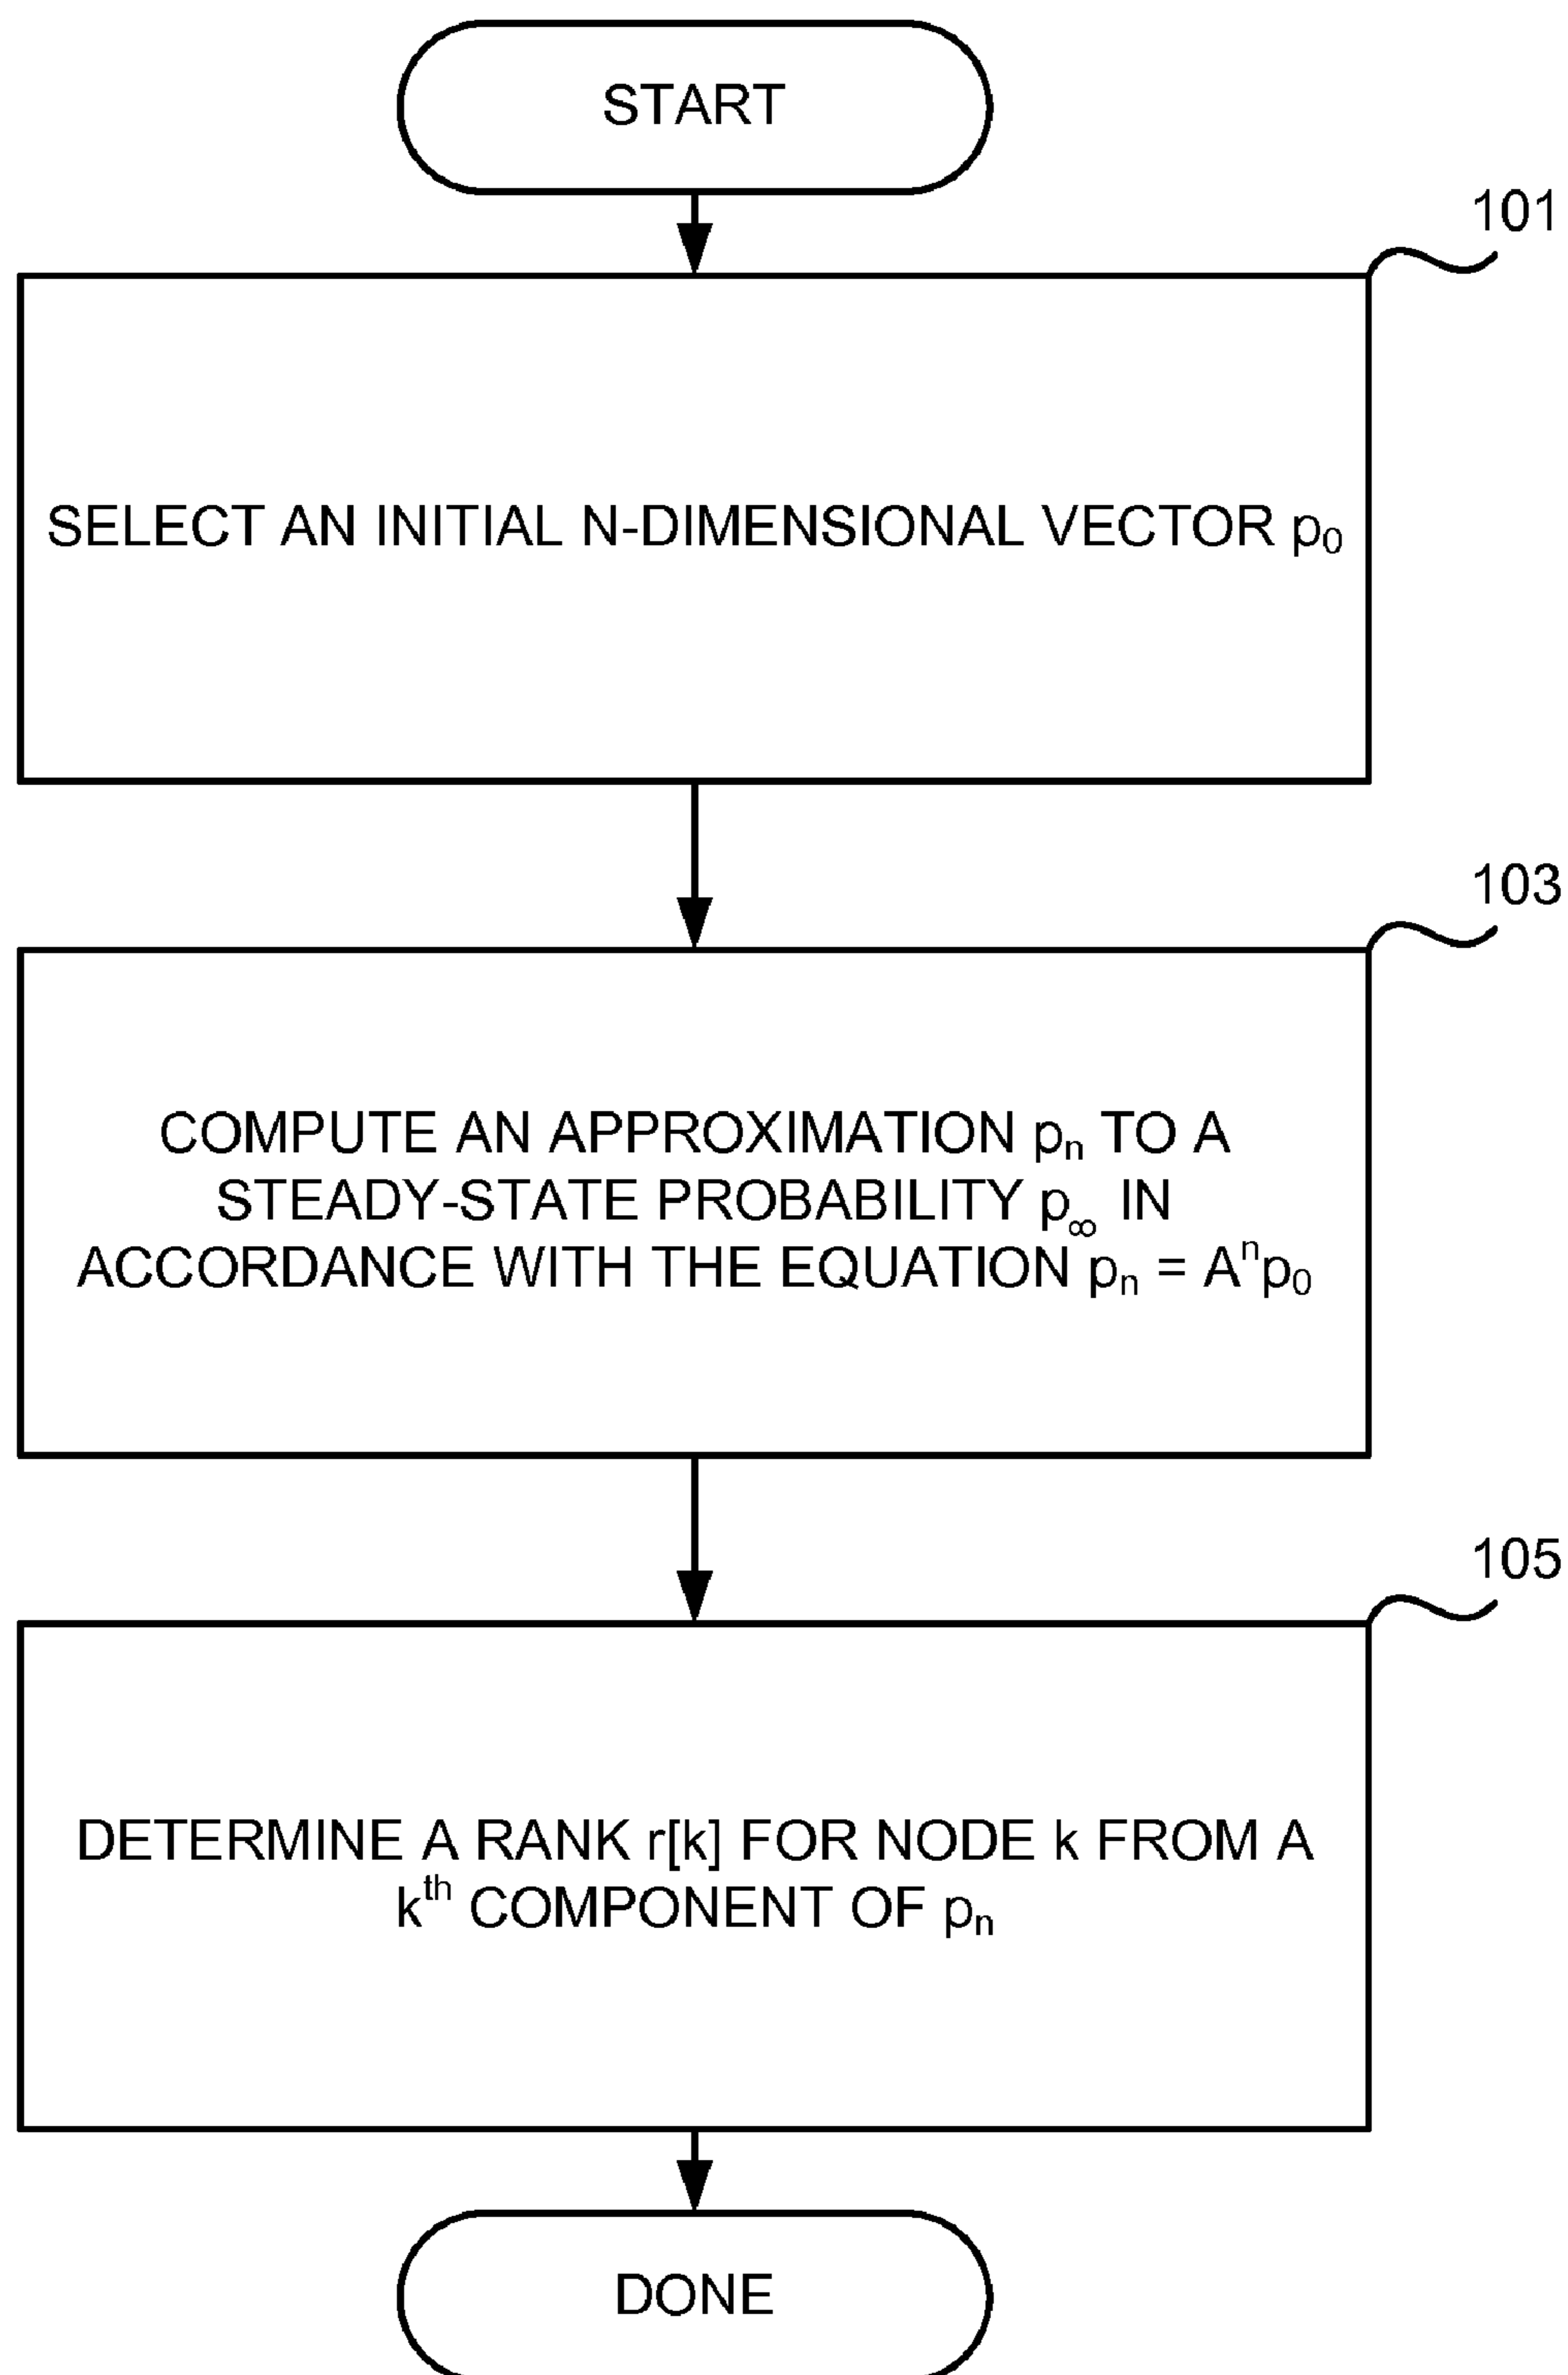 START
101
SELECT AN INITIAL N-DIMENSIONAL VECTOR p₀
103
COMPUTE AN APPROXIMATION pₙ TO A
STEADY-STATE PROBABILITY p∞ IN
ACCORDANCE WITH THE EQUATION pₙ = Aⁿp₀
105
DETERMINE A RANK r[k] FOR NODE k FROM A
kᵗʰ COMPONENT OF pₙ
DONE